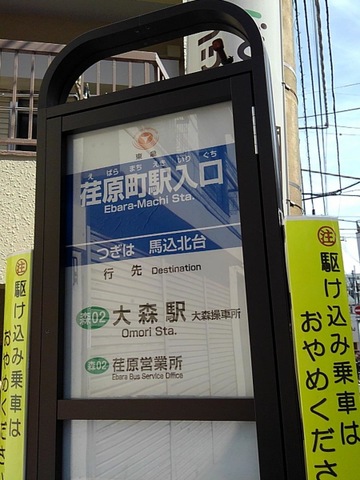 東急
えばらまちえきいりぐち
荏原町駅入口
Ebara-Machi Sta.
つぎは 馬込北台
行先 Destination
森02 大森駅 大森操車所
Omori Sta.
森02 荏原営業所
Ebara Bus Service Office
注 駆け込み乗車は
おやめください
注 駆け込み乗車は
おやめくださ